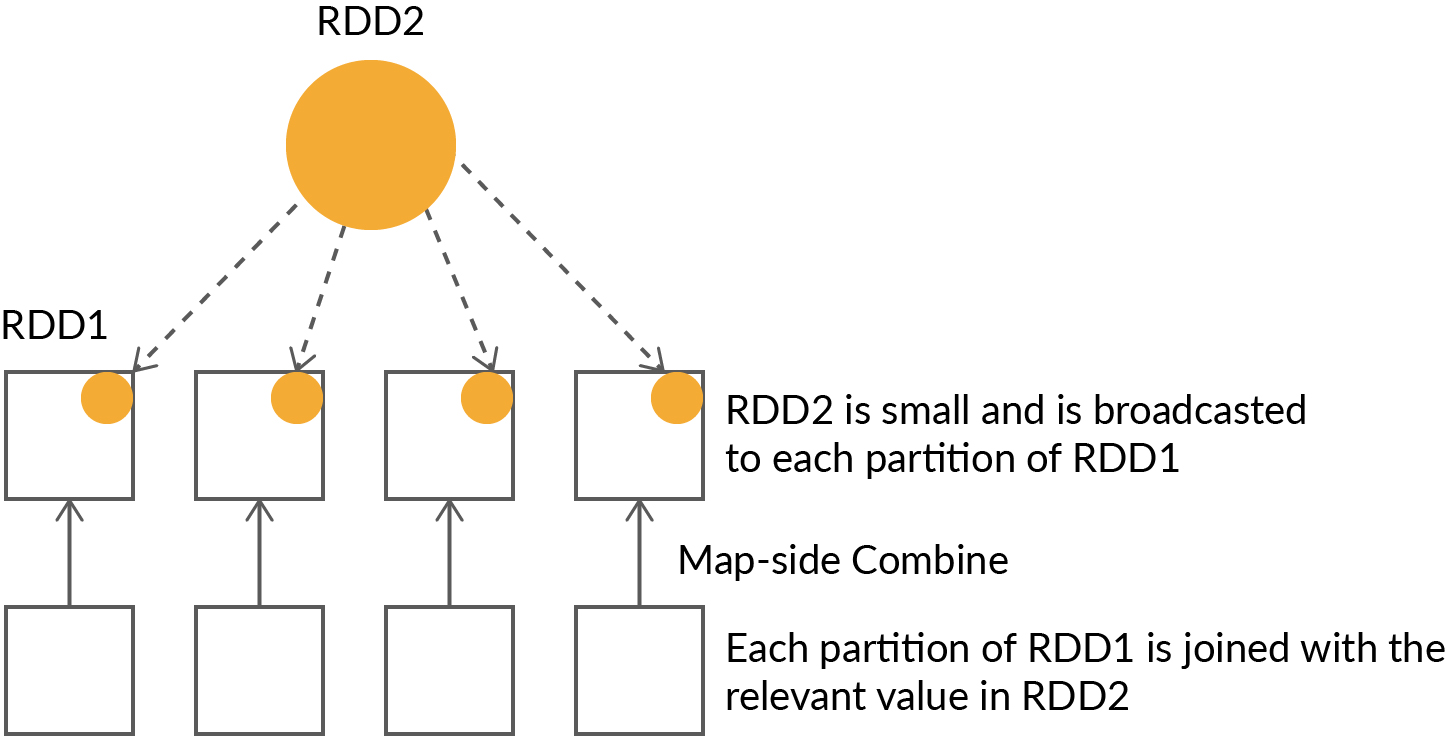 RDD2
RDD1
RDD2 is small and is broadcasted
to each partition of RDD1
Map-side Combine
Each partition of RDD1 is joined with the
relevant value in RDD2